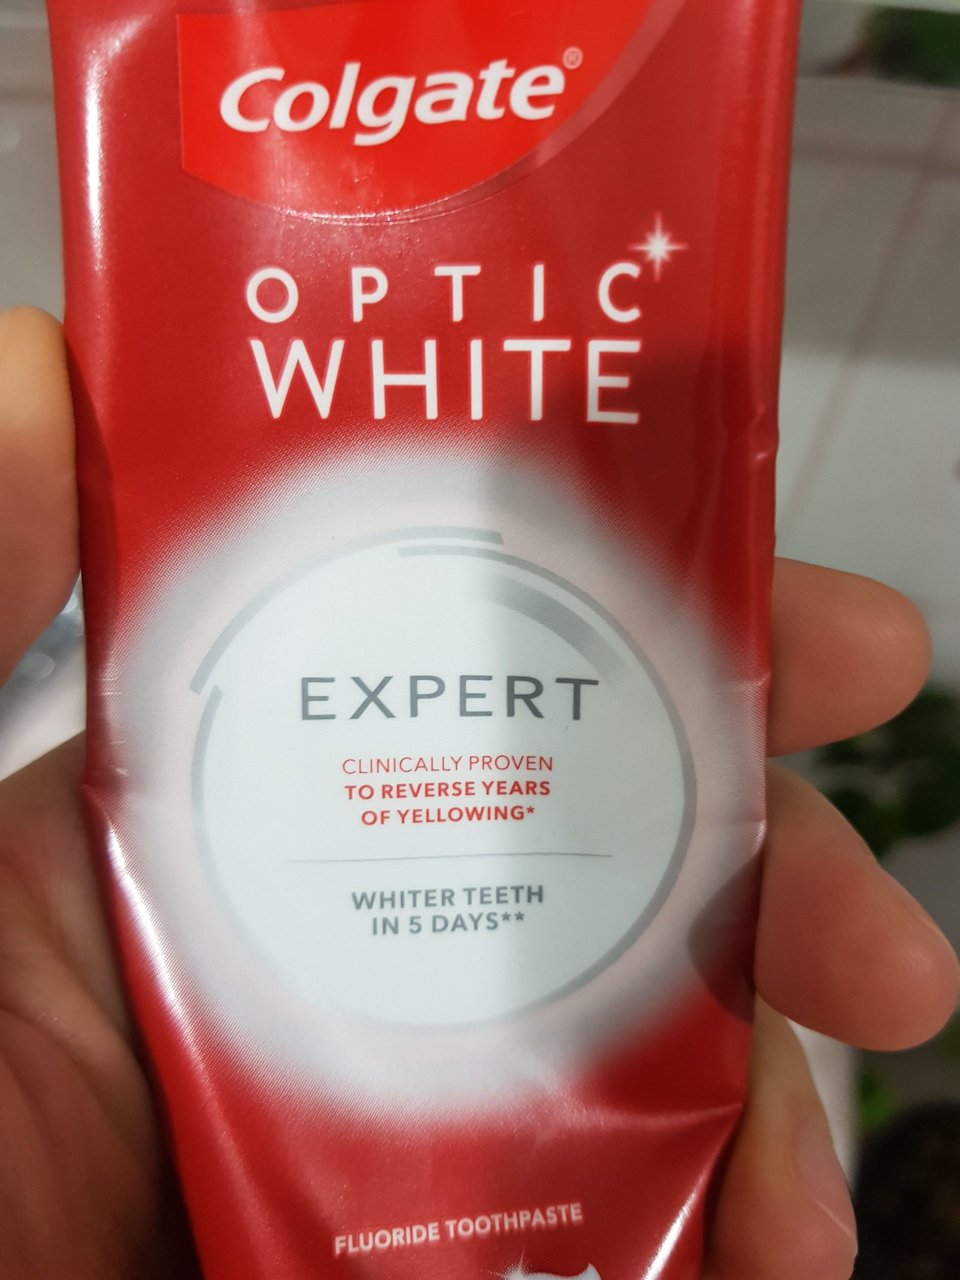 Colgate®
OPTIC
WHITE
EXPERT
CLINICALLY PROVEN
TO REVERSE YEARS
OF YELLOWING*
WHITER TEETH
IN 5 DAYS**
FLUORIDE TOOTHPASTE